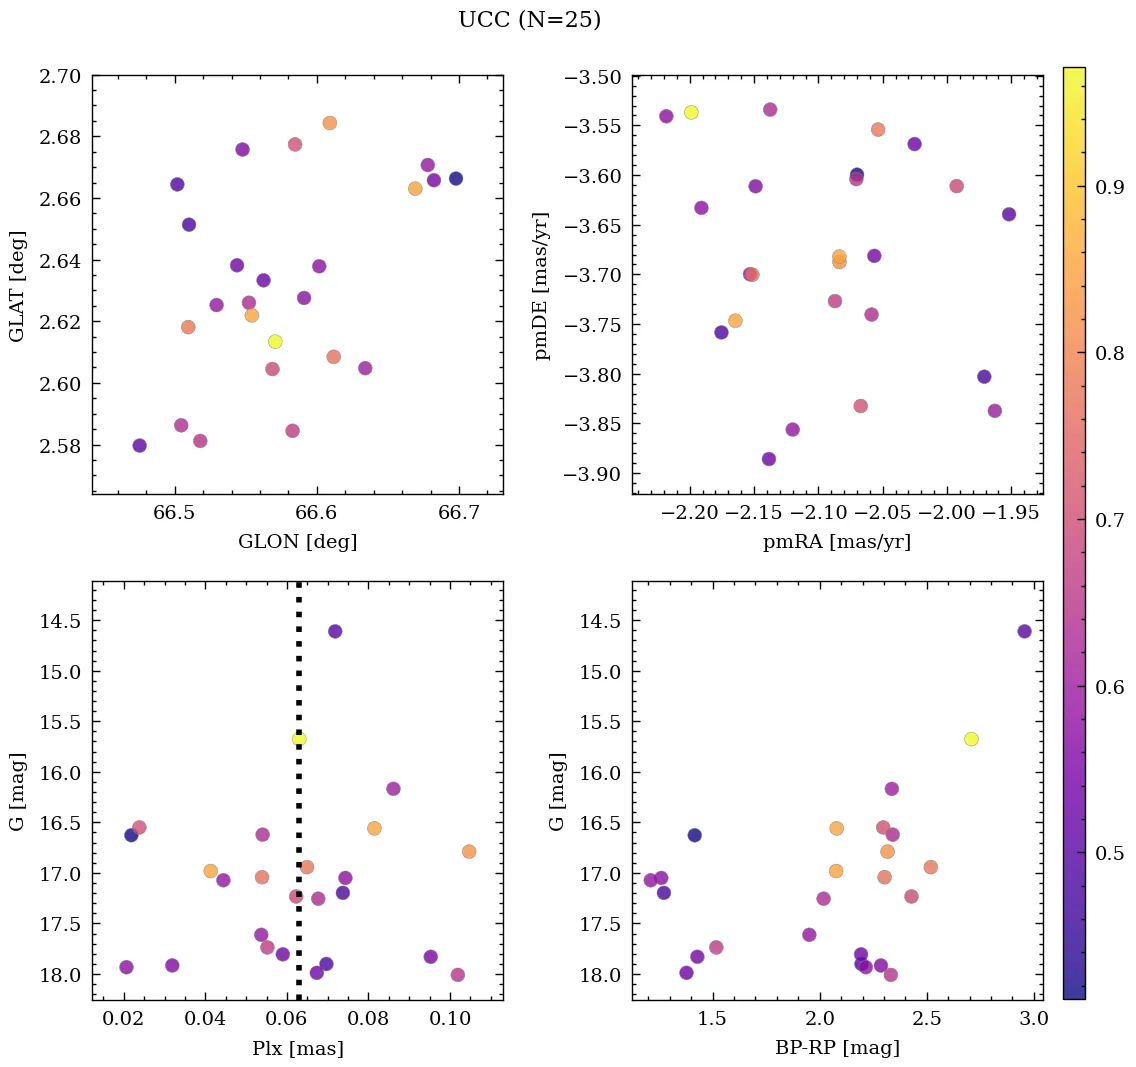 UCC (N=25)
2.70
2.68
2.66
2.64
2.62
2.60
2.58
GLAT [deg]
66.5 66.6 66.7
GLON [deg]
−3.50
−3.55
−3.60
−3.65
−3.70
−3.75
−3.80
−3.85
−3.90
pmDE [mas/yr]
−2.20 −2.15 −2.10 −2.05 −2.00 −1.95
pmRA [mas/yr]
14.5
15.0
15.5
16.0
16.5
17.0
17.5
18.0
G [mag]
0.02 0.04 0.06 0.08 0.10
Plx [mas]
14.5
15.0
15.5
16.0
16.5
17.0
17.5
18.0
G [mag]
1.5 2.0 2.5 3.0
BP-RP [mag]
0.9
0.8
0.7
0.6
0.5